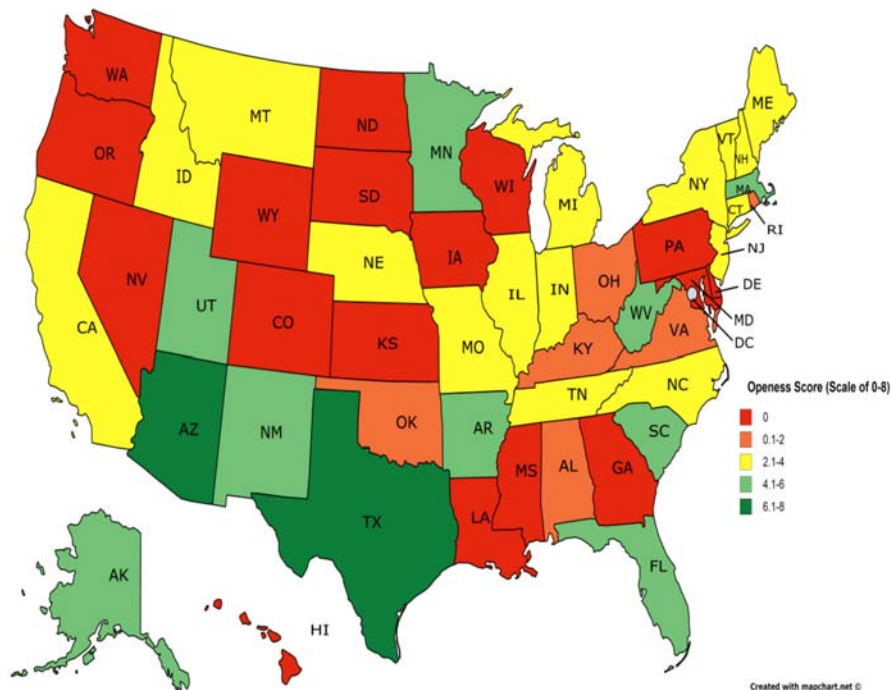 WA
MT
ND
MN
ME
VT
NH
OR
ID
WY
SD
WI
MI
NY
MA
CT
RI
NV
UT
NE
IA
PA
NJ
CA
CO
KS
MO
IL
IN
OH
WV
VA
DE
MD
DC
KY
AZ
NM
OK
AR
TN
NC
SC
TX
LA
MS
AL
GA
FL
AK
HI
Openess Score (Scale of 0-8)
0
0.1-2
2.1-4
4.1-6
6.1-8
Created with mapchart.net ©